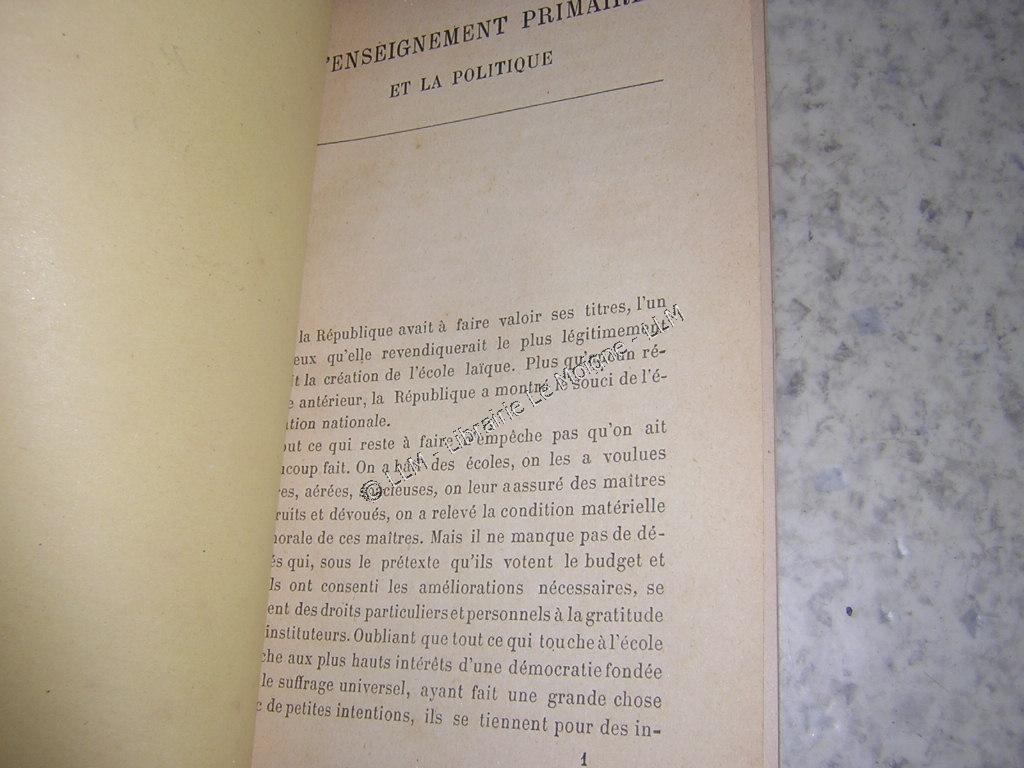 'ENSEIGNEMENT PRIMAIRE
ET LA POLITIQUE
la République avait à faire valoir ses titres, l'un
eux qu'elle revendiquerait le plus légitimement
it la création de l'école laïque. Plus qu'aucun ré-
e antérieur, la République a montré le souci de l'é-
ation nationale.
out ce qui reste à faire n'empêche pas qu'on ait
ucoup fait. On a bâti des écoles, on les a voulues
res, aérées, spacieuses, on leur a assuré des maîtres
ruits et dévoués, on a relevé la condition matérielle
orale de ces maîtres. Mais il ne manque pas de dé-
és qui, sous le prétexte qu'ils votent le budget et
ls ont consenti les améliorations nécessaires, se
ent des droits particuliers et personnels à la gratitude
instituteurs. Oubliant que tout ce qui touche à l'école
che aux plus hauts intérêts d'une démocratie fondée
le suffrage universel, ayant fait une grande chose
c de petites intentions, ils se tiennent pour des in-
1
© LLM - Librairie Le Moigne - LLM